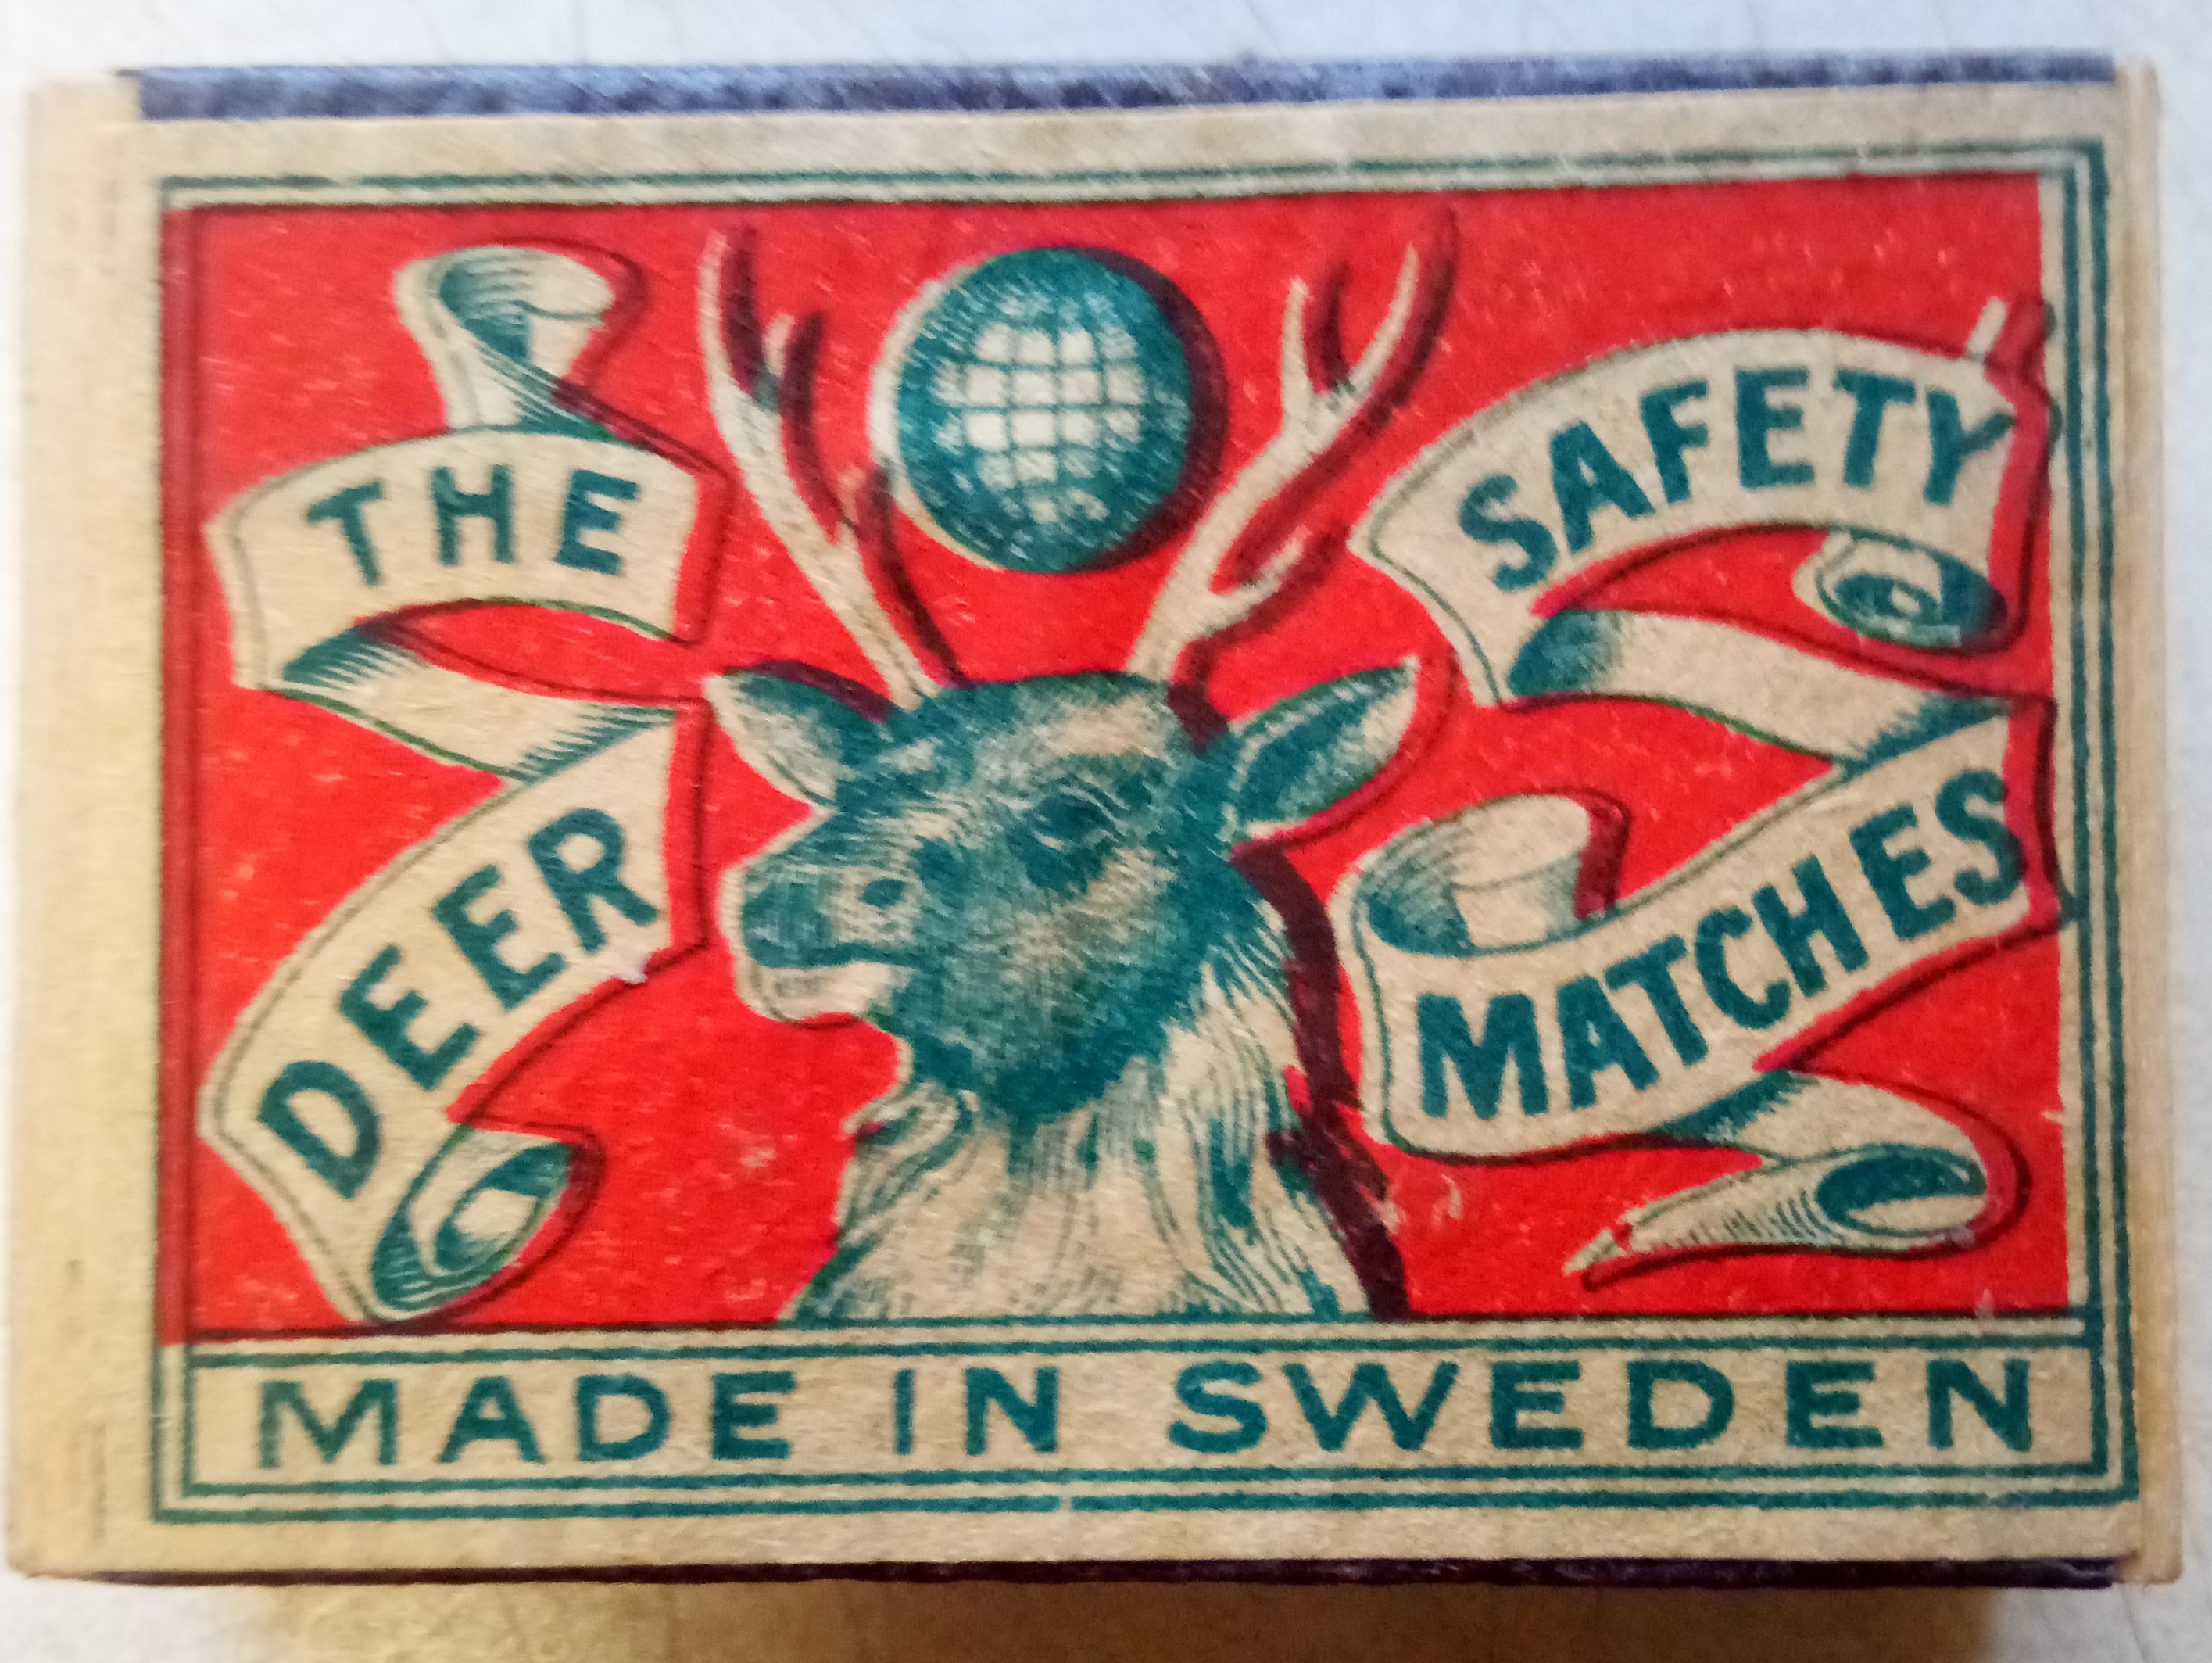 THE
DEER
SAFETY
MATCHES
MADE IN SWEDEN